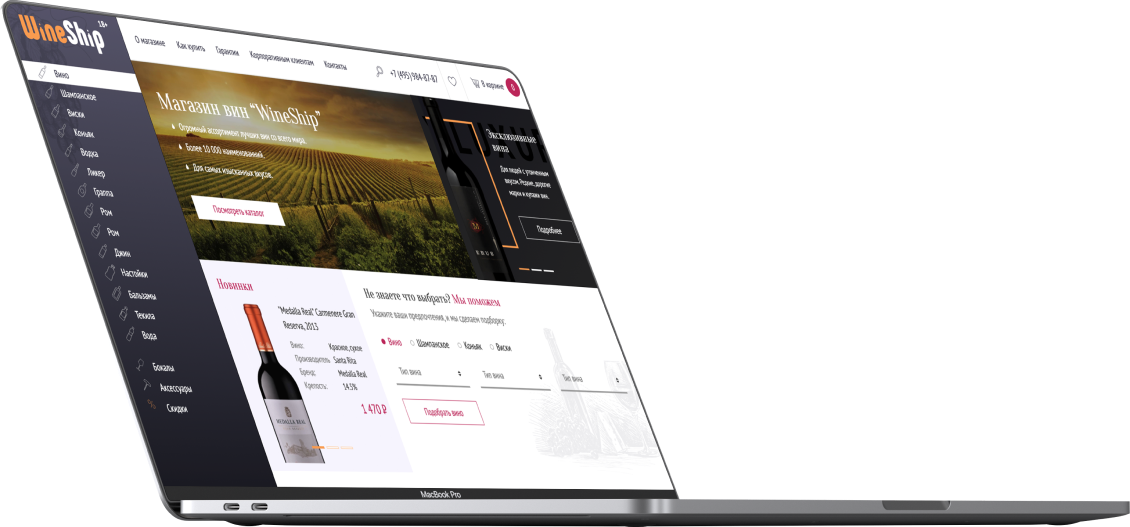 WineShip
18+
О магазине
Как купить
Гарантии
Корпоративным клиентам
Контакты
+7 (495) 984-87-87
В корзине
0
Вино
Шампанское
Виски
Коньяк
Водка
Ликер
Граппа
Ром
Ром
Джин
Настойки
Бальзамы
Текила
Вода
Бокалы
Аксессуары
Скидки
Магазин вин “WineShip”
Огромный ассортимент лучших вин со всего мира.
Более 10 000 наименований.
Для самых изысканных вкусов.
Посмотреть каталог
Эксклюзивные
вина
Для людей с утонченным
вкусом. Редкие, дорогие
марки и купажи вин.
Подробнее
Новинки
"Medalla Real" Carmenere Gran
Reserva, 2013
Вино: Красное, сухое
Производитель Santa Rita
Бренд: Medalla Real
Крепость: 14.5%
1 470 ₽
MEDALLA REAL
Не знаете что выбрать? Мы поможем
Укажите ваши предпочтения, и мы сделаем подборку:
Вино
Шампанское
Коньяк
Виски
Тип вина
Тип вина
Тип вина
Подобрать вино
MacBook Pro